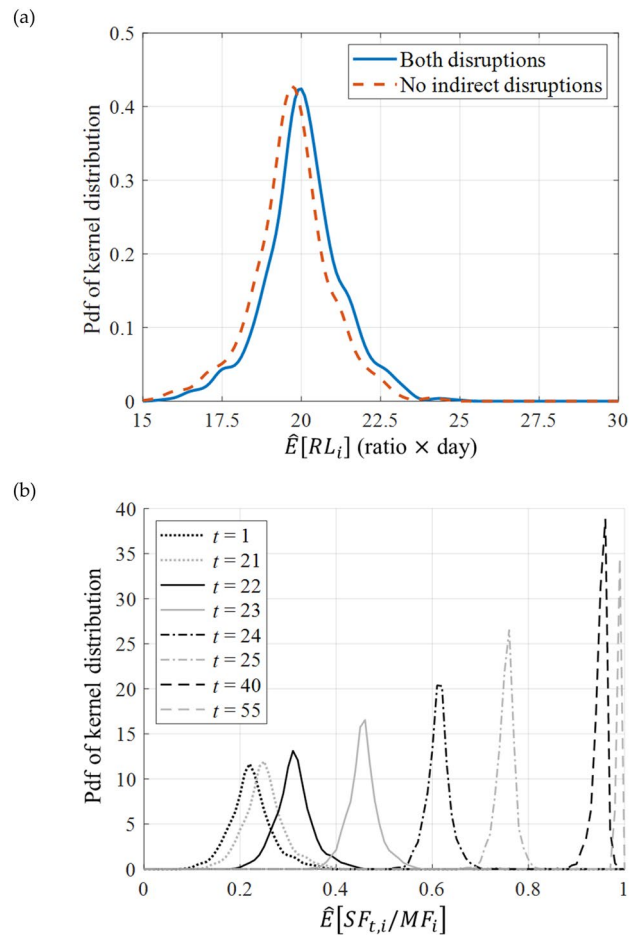 (a)
0.5
0.4
0.3
0.2
0.1
0
Pdf of kernel distribution
Both disruptions
No indirect disruptions
15 17.5 20 22.5 25 27.5 30
Ê[RLᵢ] (ratio × day)
(b)
40
35
30
25
20
15
10
5
0
Pdf of kernel distribution
t = 1
t = 21
t = 22
t = 23
t = 24
t = 25
t = 40
t = 55
0 0.2 0.4 0.6 0.8 1
Ê[SFₜ,ᵢ/MFᵢ]